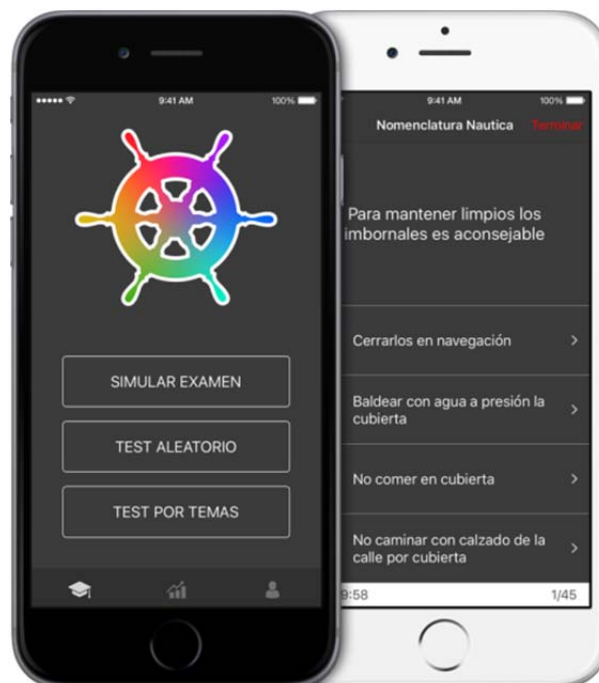 9:41 AM
100%
SIMULAR EXAMEN
TEST ALEATORIO
TEST POR TEMAS
9:41 AM
100%
Nomenclatura Nautica
Terminar
Para mantener limpios los
imbornales es aconsejable
Cerrarlos en navegación
Baldear con agua a presión la
cubierta
No comer en cubierta
No caminar con calzado de la
calle por cubierta
9:58
1/45